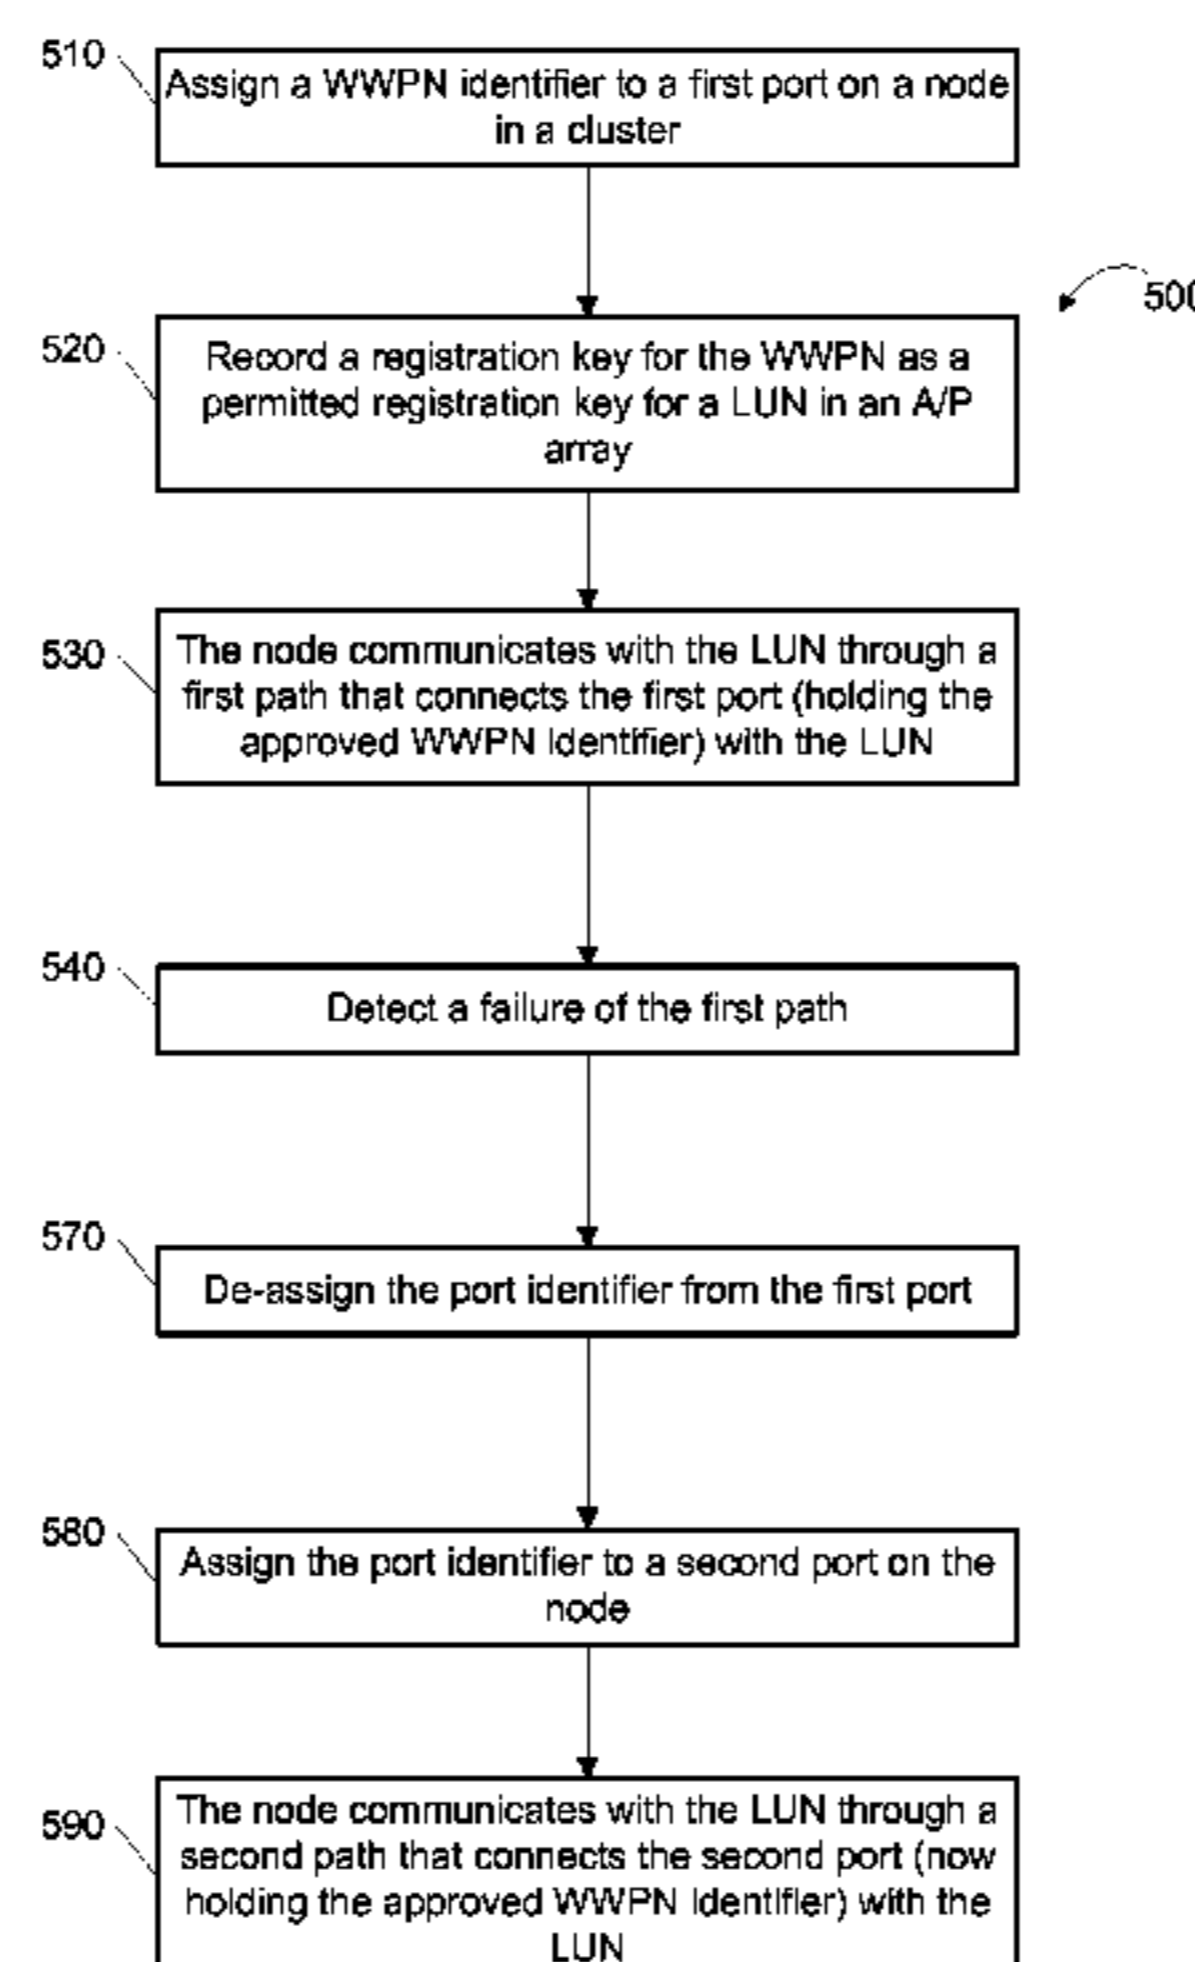 510
Assign a WWPN identifier to a first port on a node
in a cluster
500
520
Record a registration key for the WWPN as a
permitted registration key for a LUN in an A/P
array
530
The node communicates with the LUN through a
first path that connects the first port (holding the
approved WWPN identifier) with the LUN
540
Detect a failure of the first path
570
De-assign the port identifier from the first port
580
Assign the port identifier to a second port on the
node
590
The node communicates with the LUN through a
second path that connects the second port (now
holding the approved WWPN identifier) with the
LUN